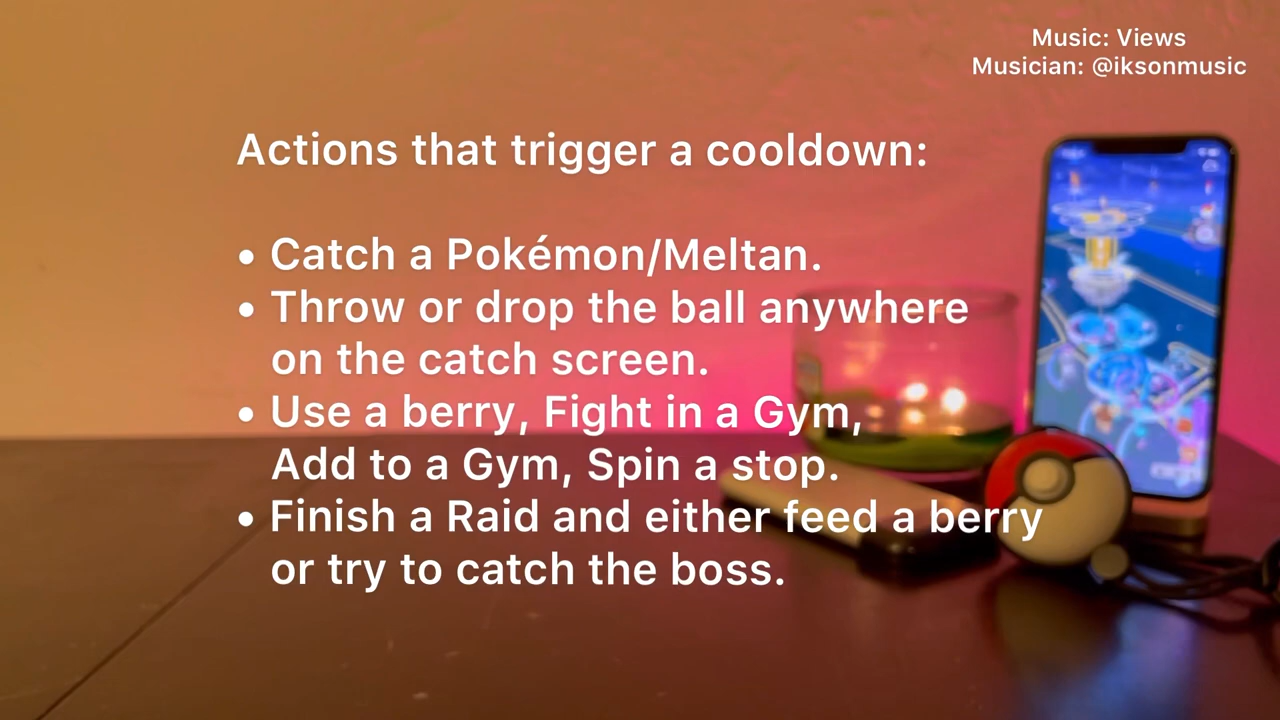 Music: Views
Musician: @iksonmusic
Actions that trigger a cooldown:
• Catch a Pokémon/Meltan.
• Throw or drop the ball anywhere
on the catch screen.
• Use a berry, Fight in a Gym,
Add to a Gym, Spin a stop.
• Finish a Raid and either feed a berry
or try to catch the boss.